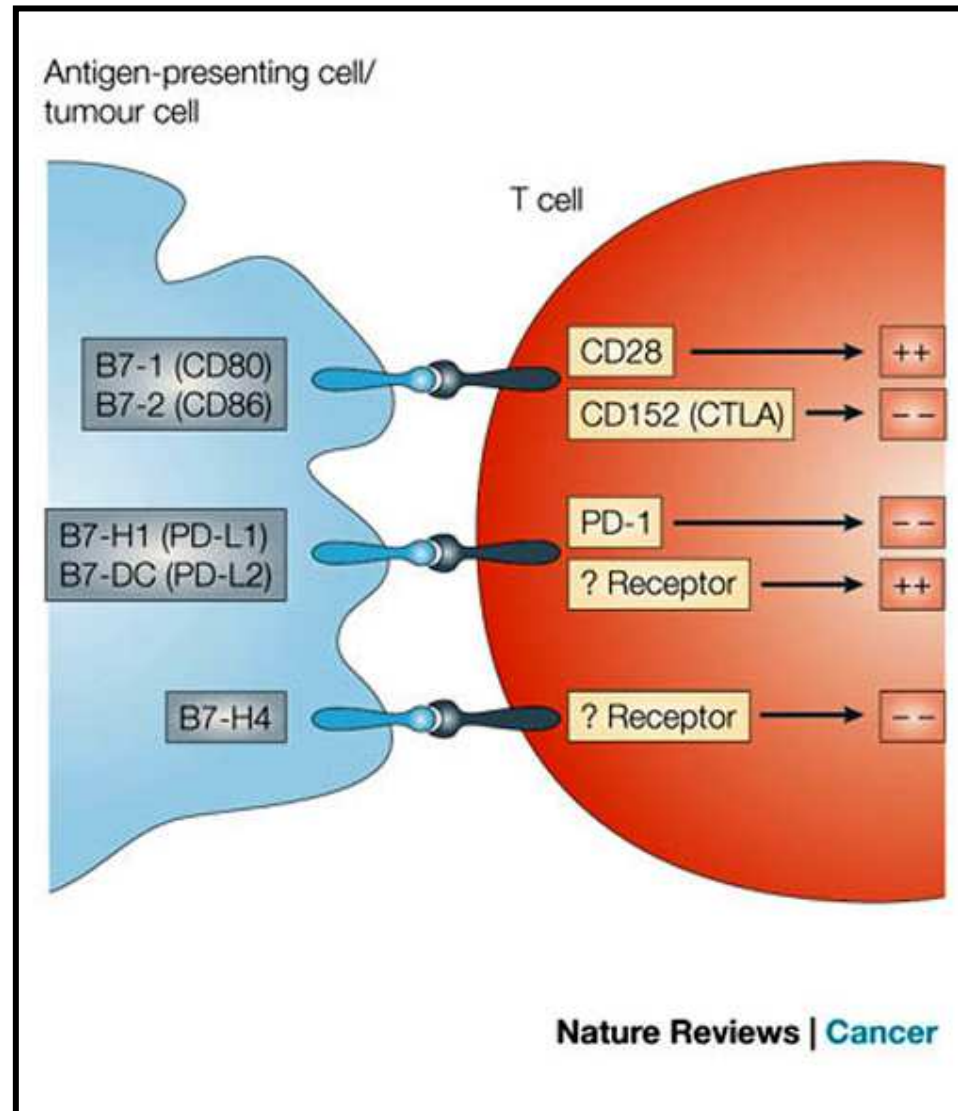 Antigen-presenting cell/
tumour cell
T cell
B7-1 (CD80)
B7-2 (CD86)
CD28
++
CD152 (CTLA)
– –
B7-H1 (PD-L1)
B7-DC (PD-L2)
PD-1
– –
? Receptor
++
B7-H4
? Receptor
– –
Nature Reviews | Cancer